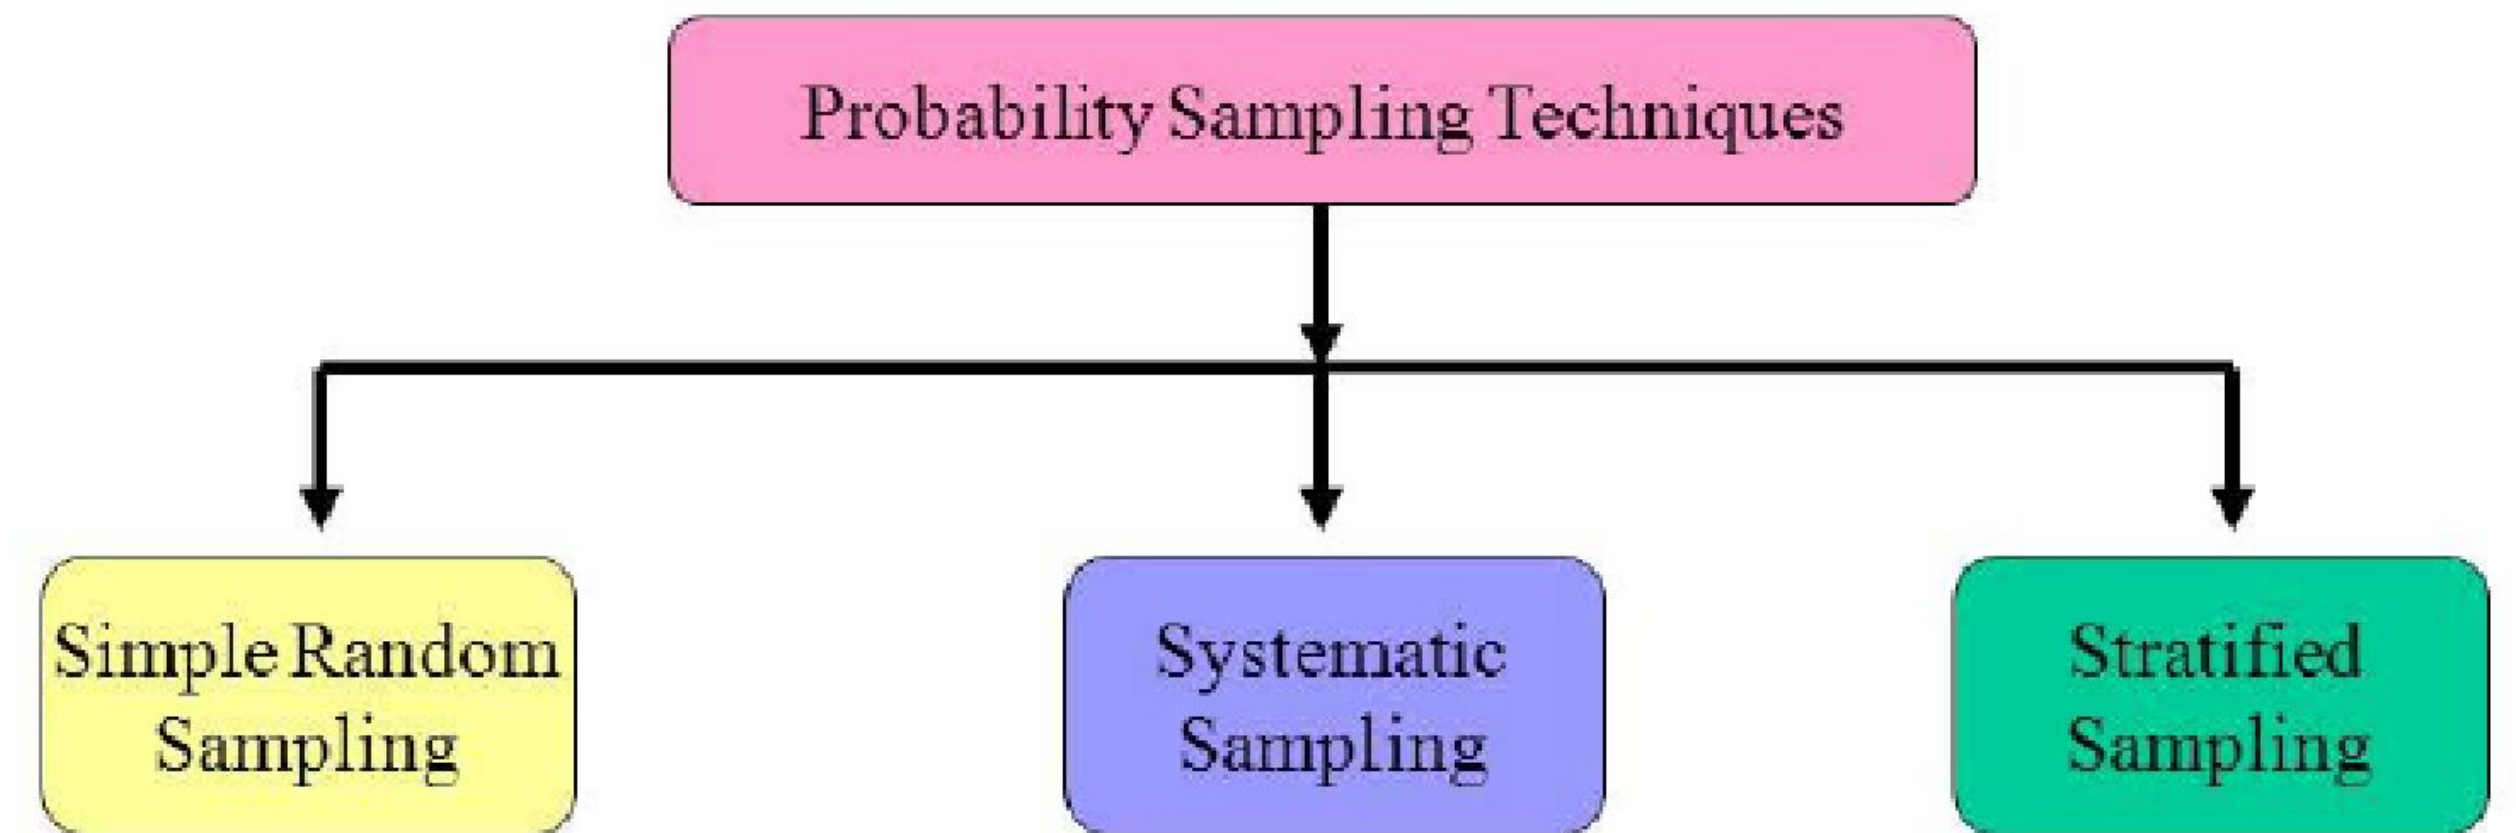 Probability Sampling Techniques
Simple Random
Sampling
Systematic
Sampling
Stratified
Sampling